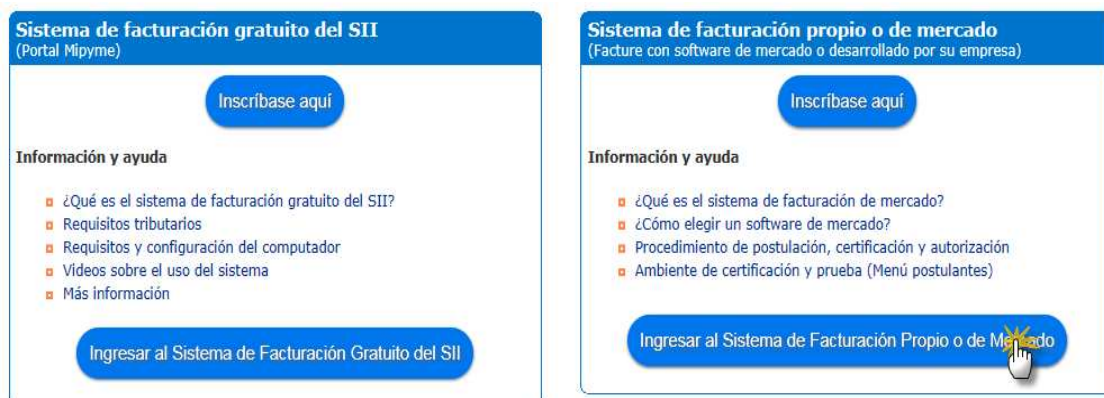 Sistema de facturación gratuito del SII
(Portal Mipyme)
Inscríbase aquí
Información y ayuda
¿Qué es el sistema de facturación gratuito del SII?
Requisitos tributarios
Requisitos y configuración del computador
Videos sobre el uso del sistema
Más información
Ingresar al Sistema de Facturación Gratuito del SII
Sistema de facturación propio o de mercado
(Facture con software de mercado o desarrollado por su empresa)
Inscríbase aquí
Información y ayuda
¿Qué es el sistema de facturación de mercado?
¿Cómo elegir un software de mercado?
Procedimiento de postulación, certificación y autorización
Ambiente de certificación y prueba (Menú postulantes)
Ingresar al Sistema de Facturación Propio o de Mercado